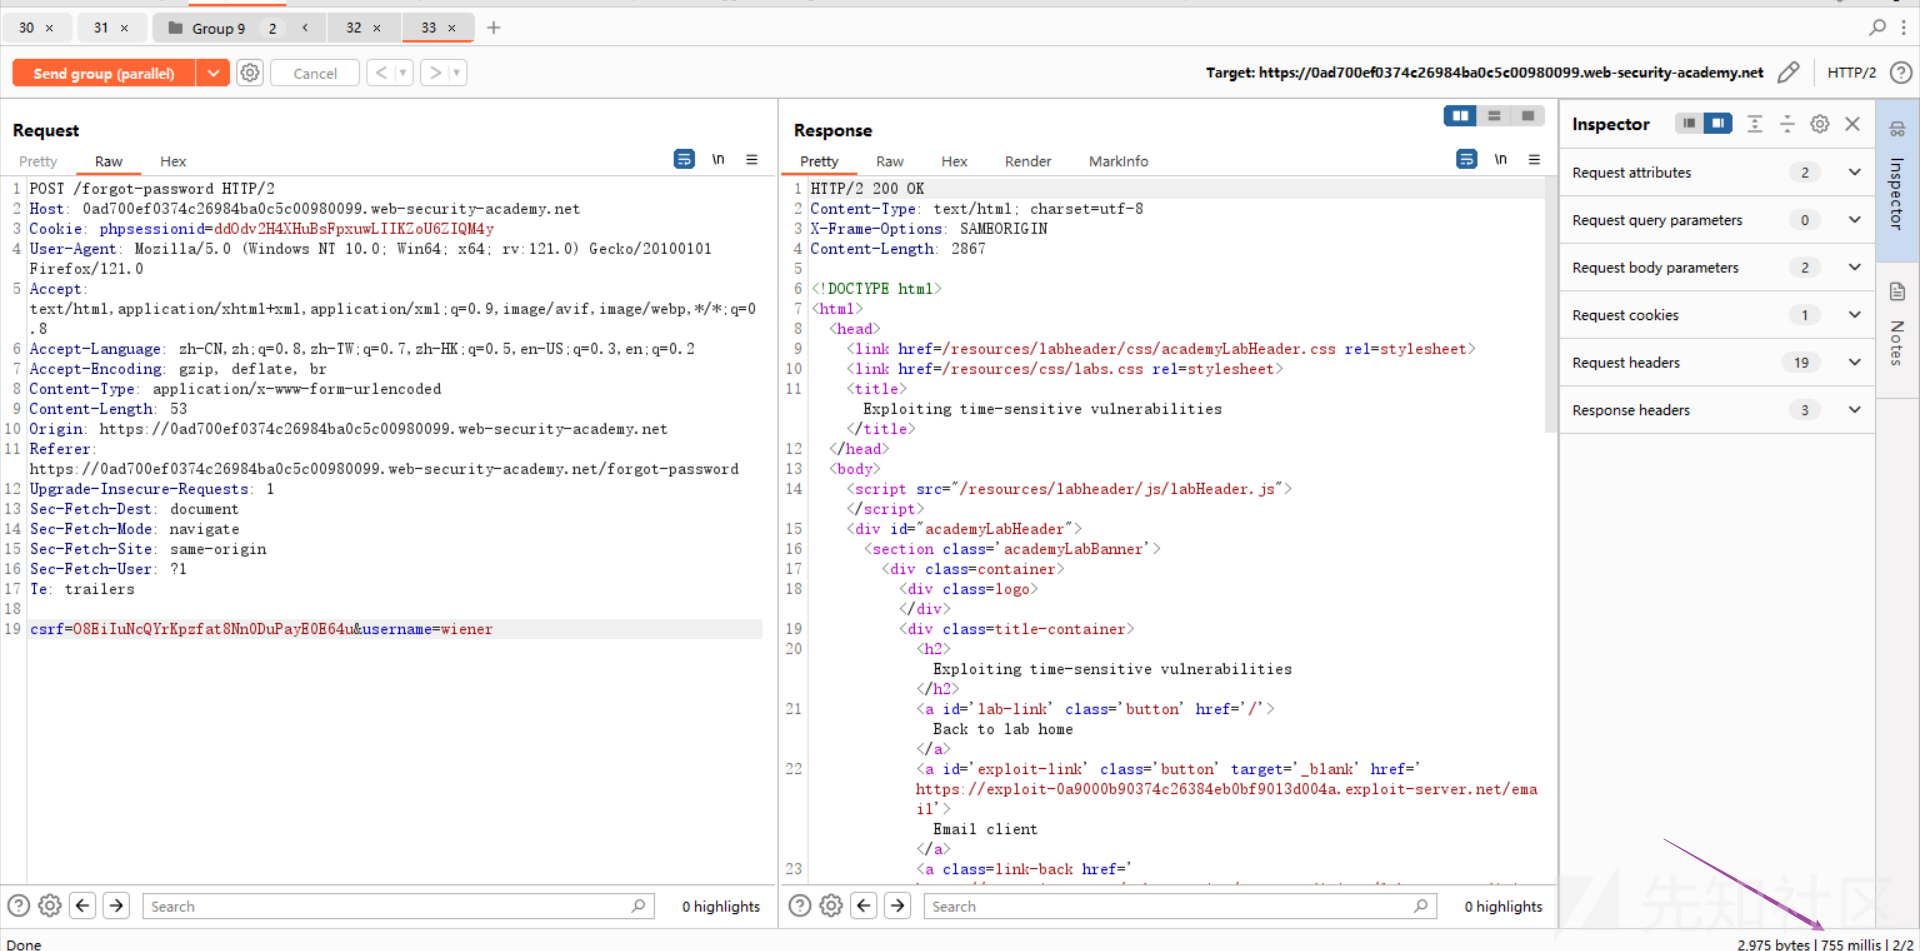 30 × 31 × Group 9 2 < 32 × 33 × +
Send group (parallel) Cancel < > Target: https://0ad700ef0374c26984ba0c5c00980099.web-security-academy.net HTTP/2
Request
Pretty Raw Hex \n
1 POST /forgot-password HTTP/2
2 Host: 0ad700ef0374c26984ba0c5c00980099.web-security-academy.net
3 Cookie: phpsessionid=ddOdv2H4XHuBsFpxuwLIIKZoU6ZIQM4y
4 User-Agent: Mozilla/5.0 (Windows NT 10.0; Win64; x64; rv:121.0) Gecko/20100101
Firefox/121.0
5 Accept:
text/html,application/xhtml+xml,application/xml;q=0.9,image/avif,image/webp,*/*;q=0
.8
6 Accept-Language: zh-CN,zh;q=0.8,zh-TW;q=0.7,zh-HK;q=0.5,en-US;q=0.3,en;q=0.2
7 Accept-Encoding: gzip, deflate, br
8 Content-Type: application/x-www-form-urlencoded
9 Content-Length: 53
10 Origin: https://0ad700ef0374c26984ba0c5c00980099.web-security-academy.net
11 Referer:
https://0ad700ef0374c26984ba0c5c00980099.web-security-academy.net/forgot-password
12 Upgrade-Insecure-Requests: 1
13 Sec-Fetch-Dest: document
14 Sec-Fetch-Mode: navigate
15 Sec-Fetch-Site: same-origin
16 Sec-Fetch-User: ?1
17 Te: trailers
18
19 csrf=O8EiIuNcQYrKpzfat8Nn0DuPayE0E64u&username=wiener
Search 0 highlights
Response
Pretty Raw Hex Render MarkInfo \n
1 HTTP/2 200 OK
2 Content-Type: text/html; charset=utf-8
3 X-Frame-Options: SAMEORIGIN
4 Content-Length: 2867
5
6 <!DOCTYPE html>
7 <html>
8 <head>
9 <link href=/resources/labheader/css/academyLabHeader.css rel=stylesheet>
10 <link href=/resources/css/labs.css rel=stylesheet>
11 <title>
Exploiting time-sensitive vulnerabilities
</title>
12 </head>
13 <body>
14 <script src="/resources/labheader/js/labHeader.js">
</script>
15 <div id="academyLabHeader">
16 <section class='academyLabBanner'>
17 <div class=container>
18 <div class=logo>
</div>
19 <div class=title-container>
20 <h2>
Exploiting time-sensitive vulnerabilities
</h2>
21 <a id='lab-link' class='button' href='/'>
Back to lab home
</a>
22 <a id='exploit-link' class='button' target='_blank' href='
https://exploit-0a9000b90374c26384eb0bf9013d004a.exploit-server.net/ema
il'>
Email client
</a>
23 <a class=link-back href='
Search 0 highlights
Inspector
Request attributes 2
Request query parameters 0
Request body parameters 2
Request cookies 1
Request headers 19
Response headers 3
Inspector
Notes
先知社区
Done 2,975 bytes | 755 millis | 2/2